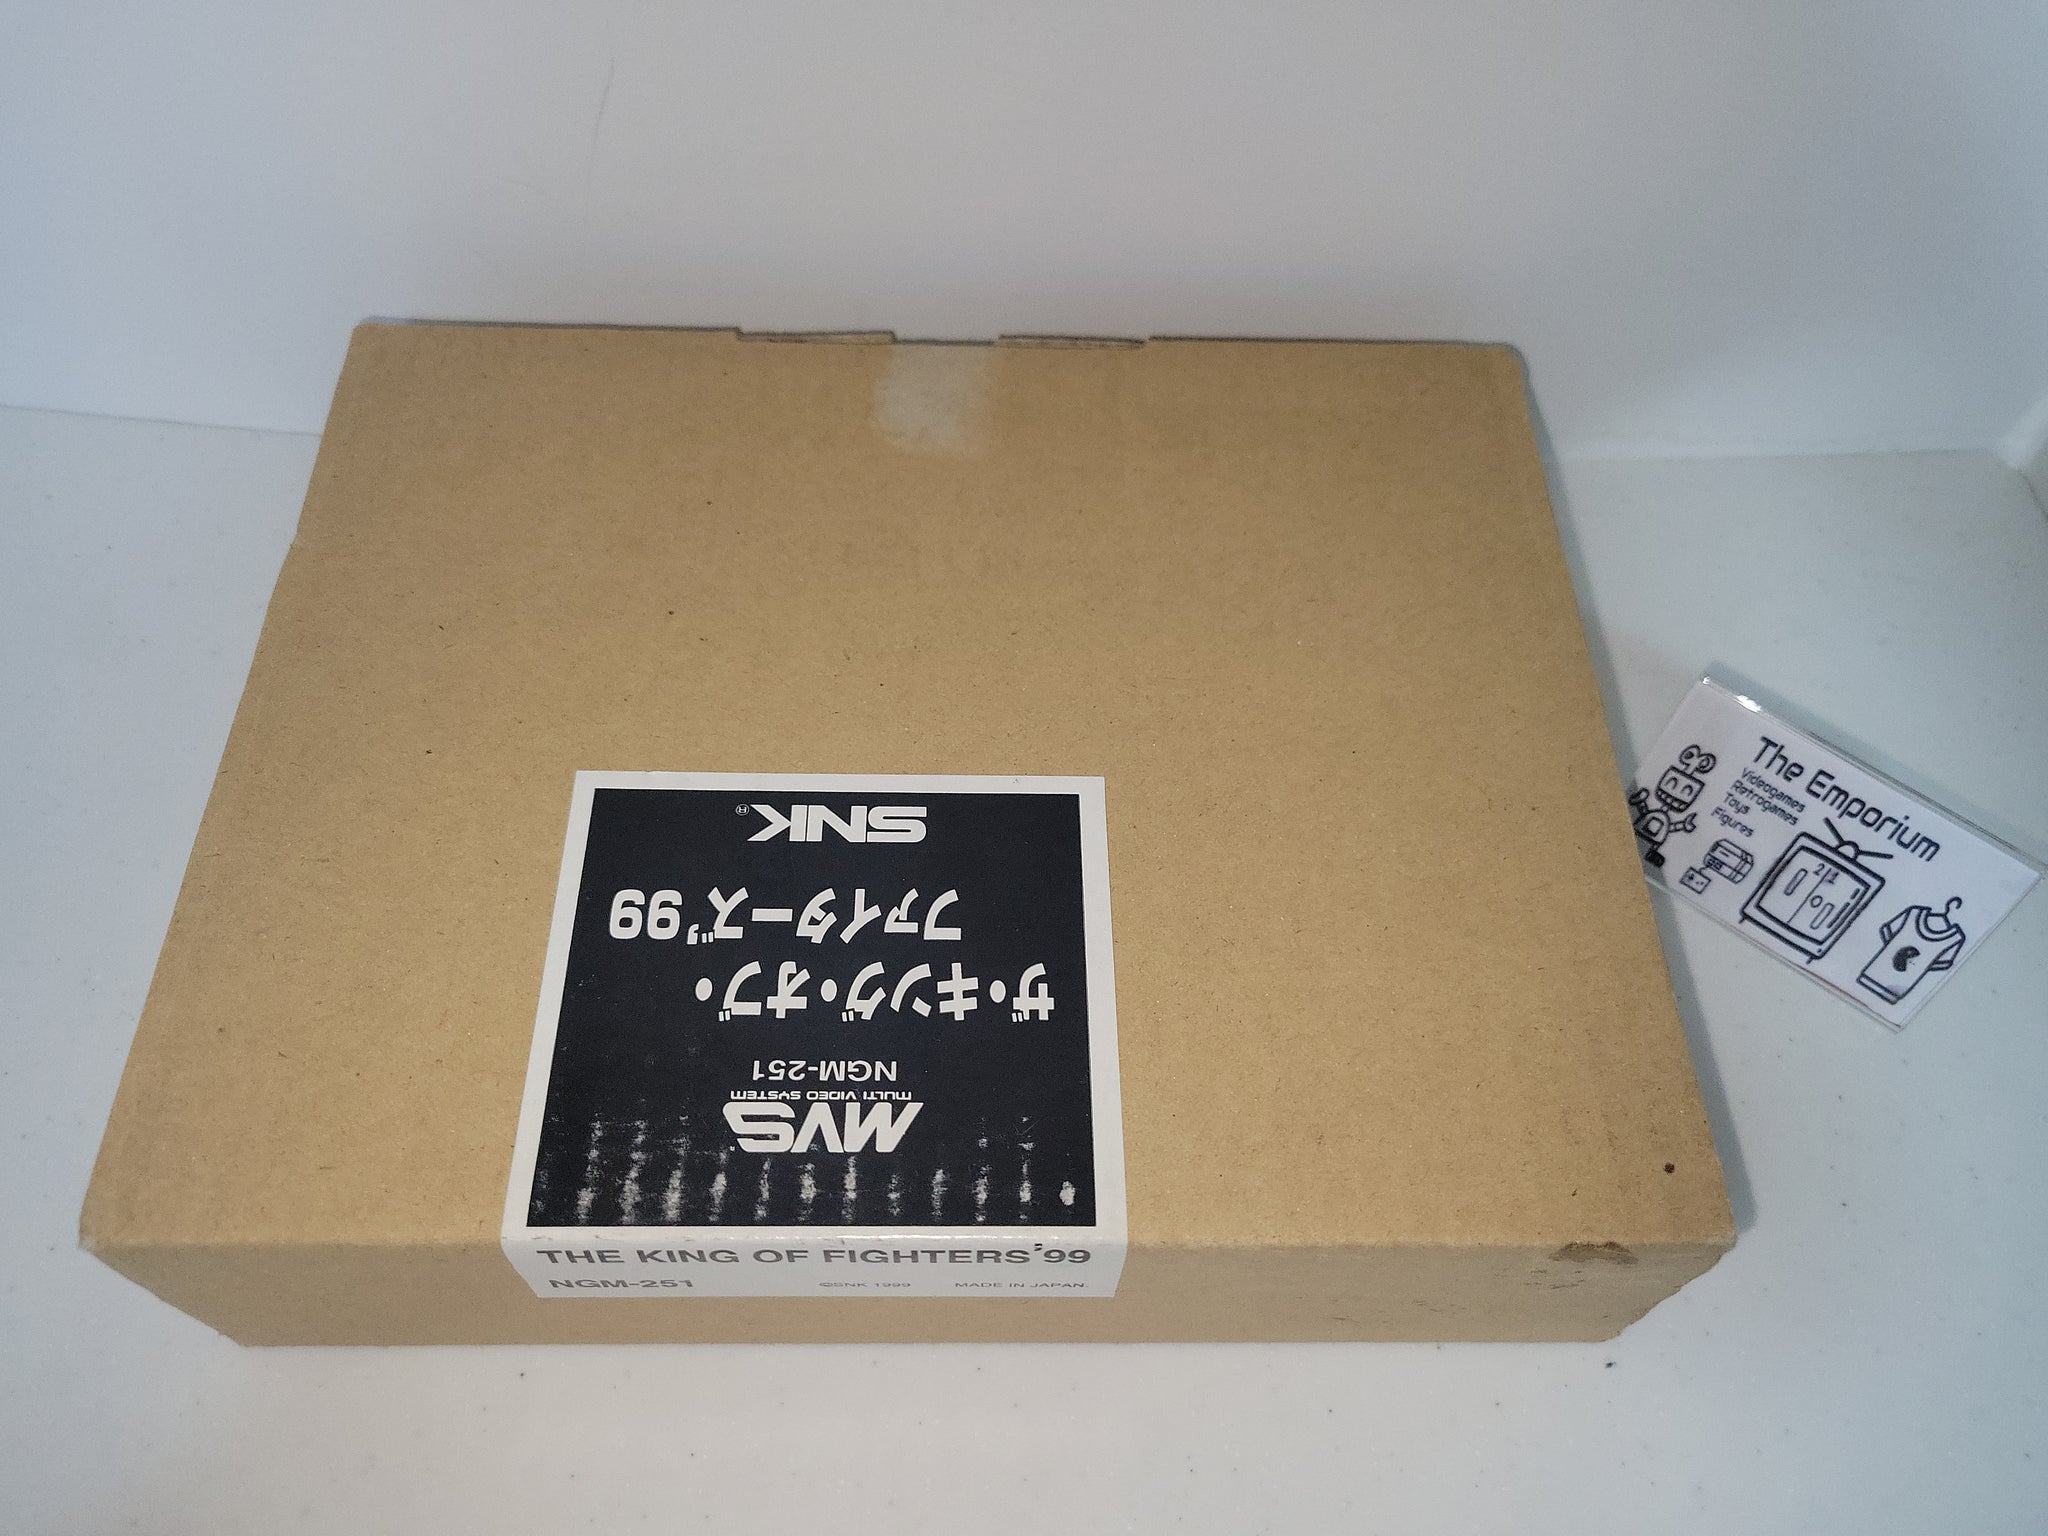 MVS
MULTI VIDEO SYSTEM
NGM-251
ザ・キング・オブ・
ファイターズ'99
SNK®
THE KING OF FIGHTERS'99
NGM-251 ©SNK 1999 MADE IN JAPAN.
The Emporium
Videogames
Retrogames
Toys
Figures
2 1